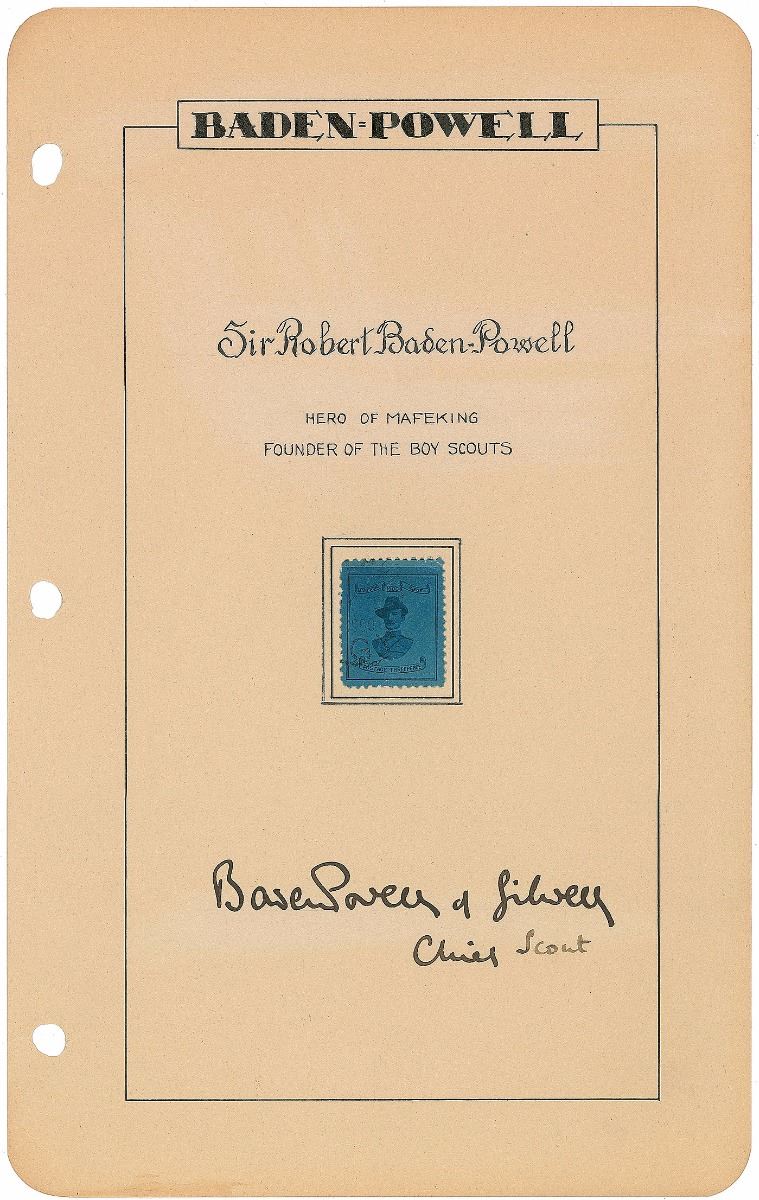 BADEN=POWELL
Sir Robert Baden-Powell
HERO OF MAFEKING
FOUNDER OF THE BOY SCOUTS
Baden Powell of Gilwell
Chief Scout